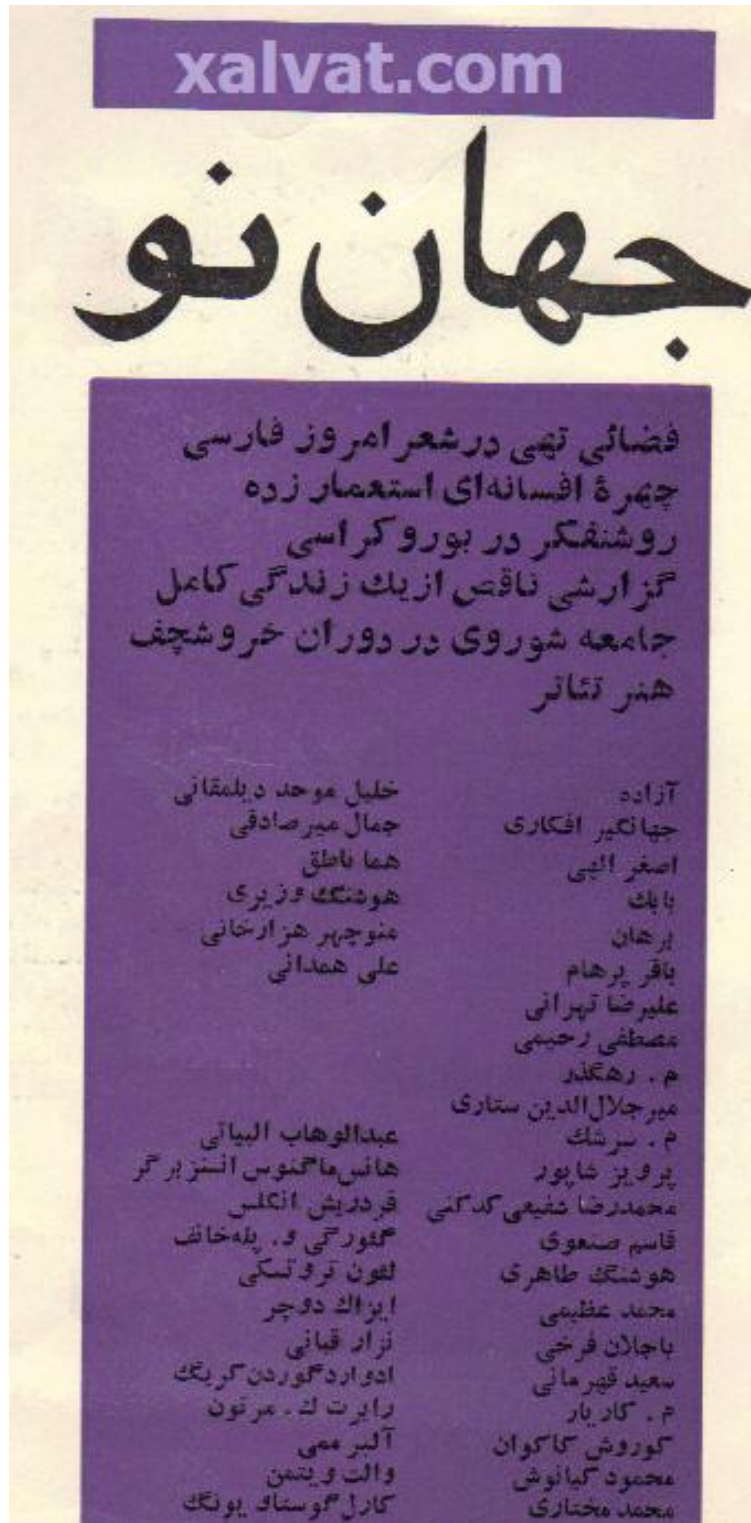 xalvat.com
جهان نو
فضائی تهی در شعر امروز فارسی
چهرهٔ افسانه‌ای استعمار زده
روشنفکر در بوروکراسی
گزارشی ناقص از یك زندگی کامل
جامعه شوروی در دوران خروشچف
هنر تئاتر
آزاده
جهانگیر افکاری
اصغر الهی
بابك
برهان
باقر پرهام
علیرضا تهرانی
مصطفی رحیمی
م . رهگذر
میرجلال‌الدین ستاری
م . سرشك
پرویز شاپور
محمدرضا شفیعی کدکنی
قاسم صنعوی
هوشنگ طاهری
محمد عظیمی
باجلان فرخی
سعید قهرمانی
م . کاریار
کوروش کاکوان
محمود کیانوش
محمد مختاری
خلیل موحد دیلمقانی
جمال میرصادقی
هما ناطق
هوشنگ وزیری
منوچهر هزارخانی
علی همدانی
عبدالوهاب البیاتی
هانس ماگنوس انسنز برگر
فردریش انگلس
گئورگی و. پله‌خانف
لئون تروتسکی
ایزاك دوچر
نزار قبانی
ادوارد گوردن کریگ
رابرت ك. مرتون
آلبر ممی
والت ویتمن
کارل گوستاو یونگ